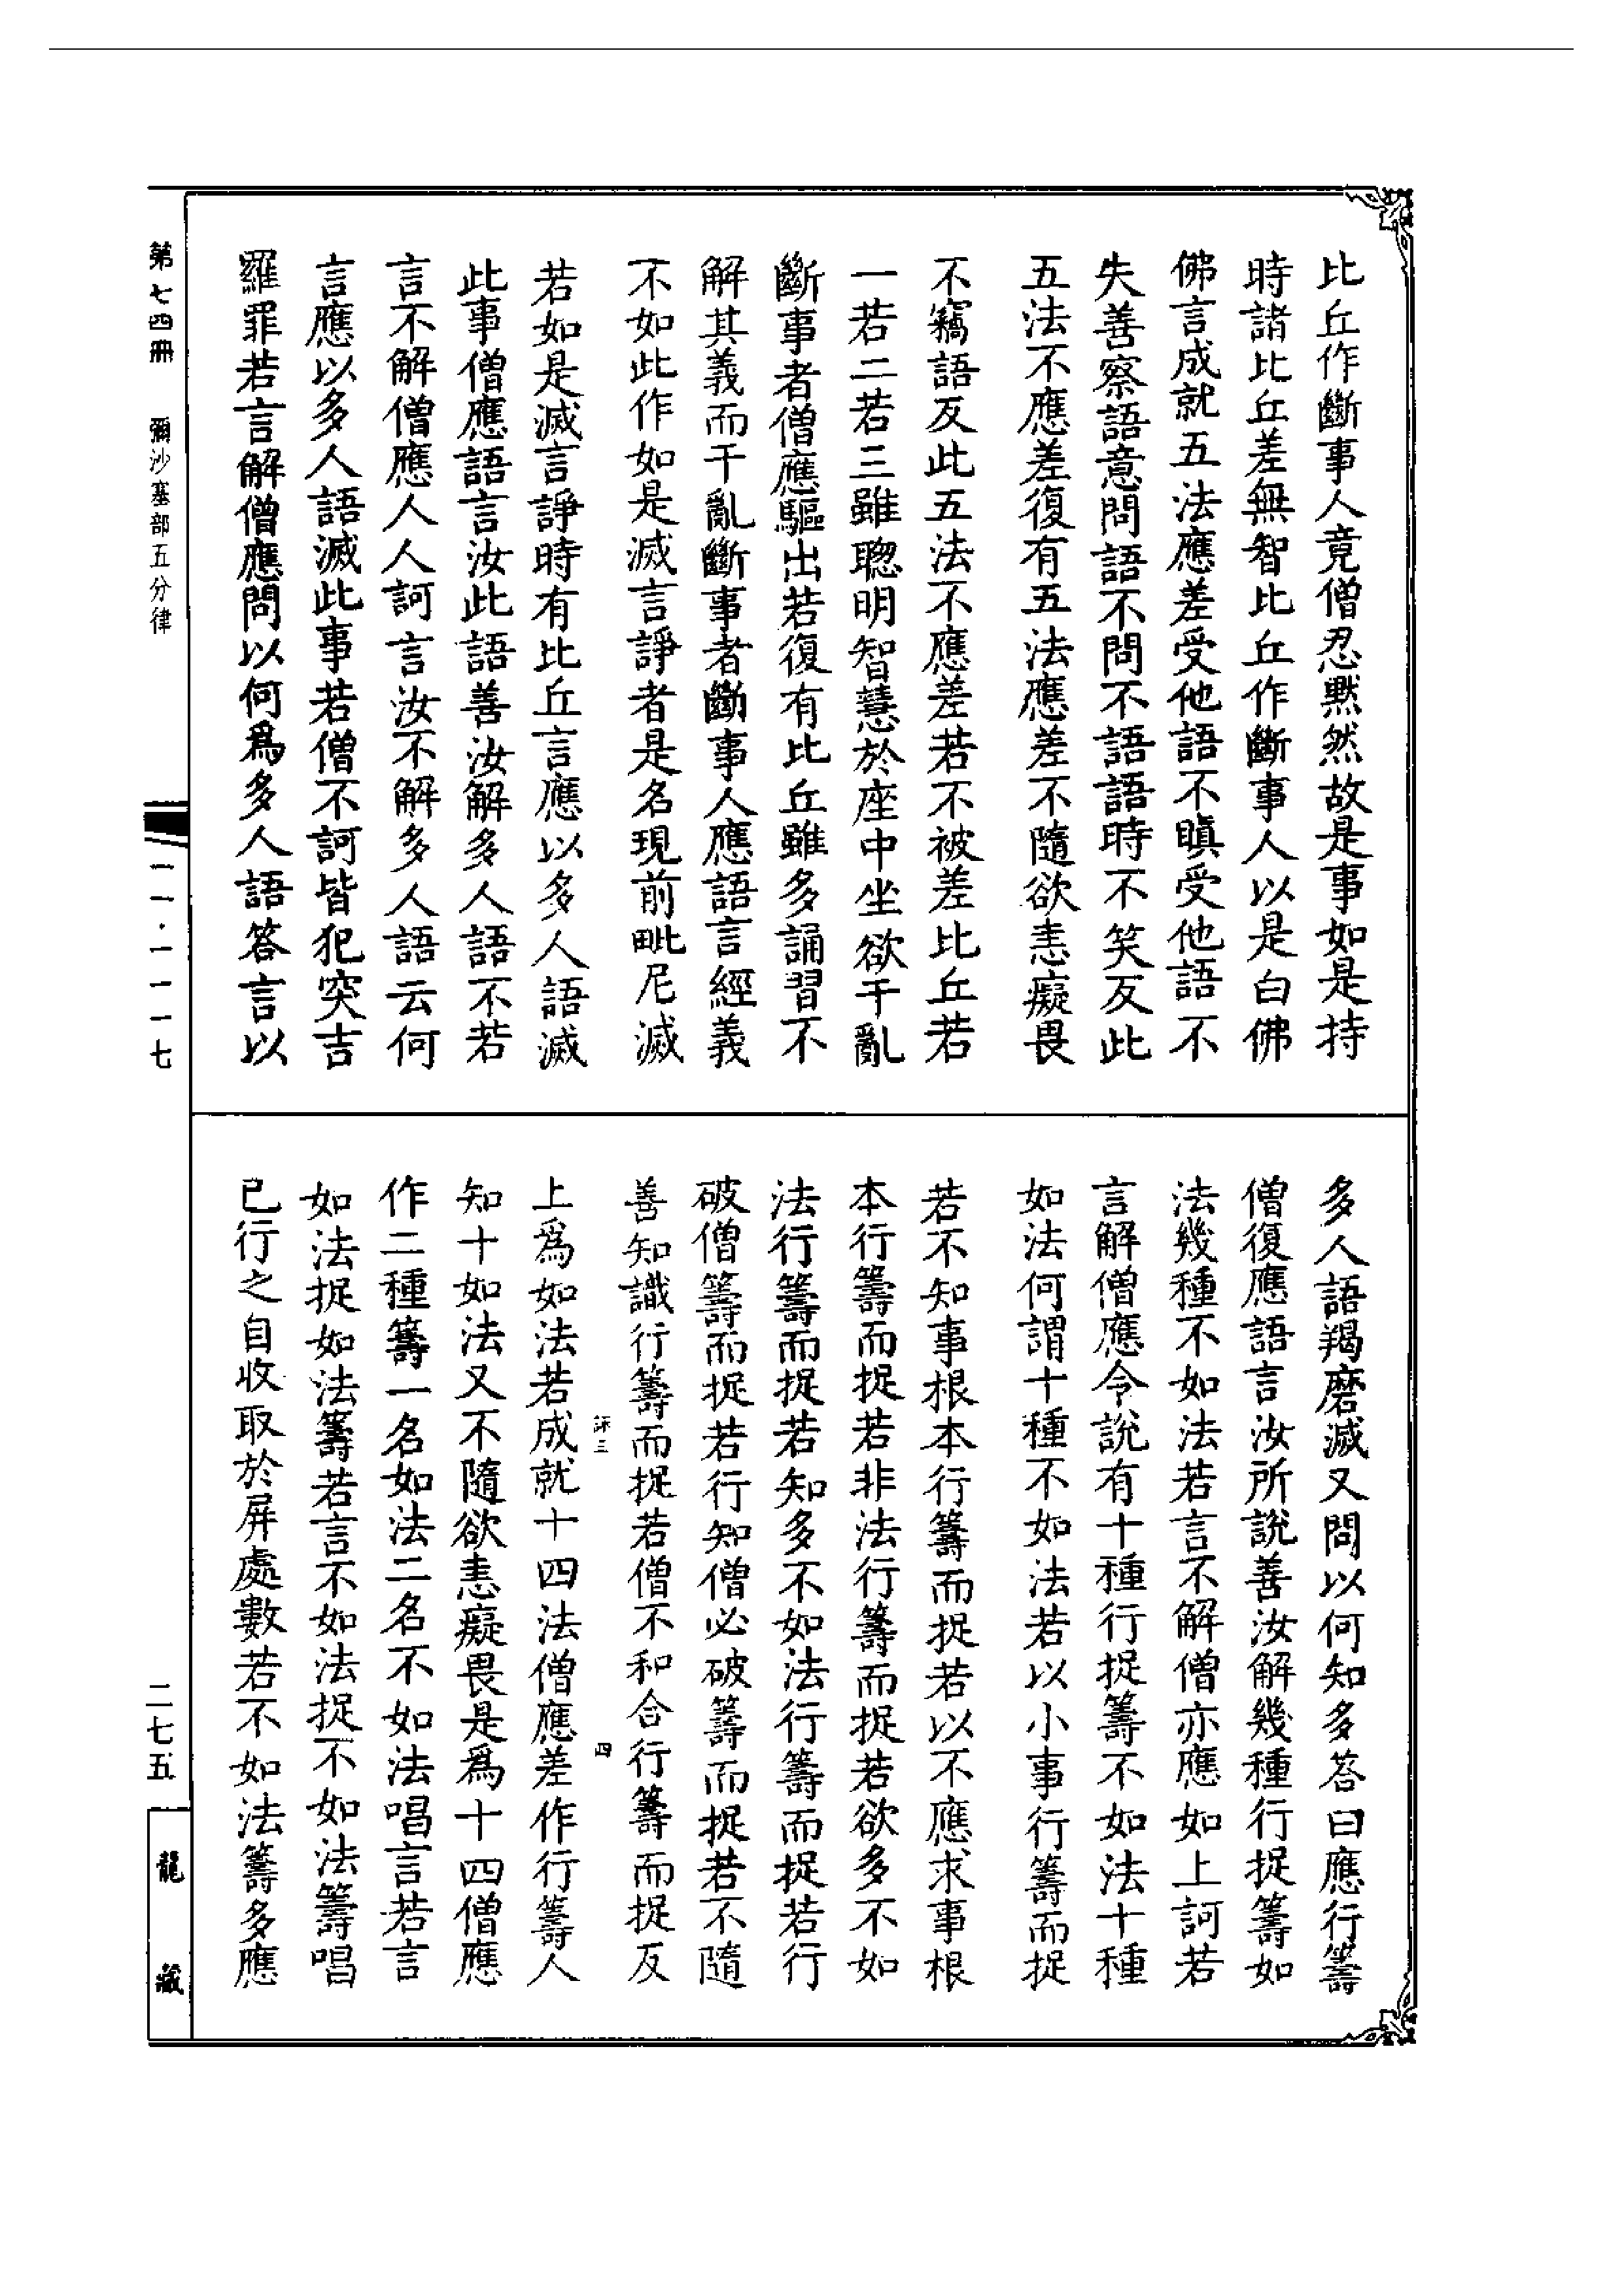 比丘作斷事人竟僧忍默然故是事如是持
時諸比丘差無智比丘作斷事人以是白佛
佛言成就五法應差受他語不瞋受他語不
失善察語意問語不問不語語時不笑反此
五法不應差復有五法應差不隨欲恚癡畏
不竊語反此五法不應差若不被差比丘若
一若二若三雖聰明智慧於座中坐欲干亂
斷事者僧應驅出若復有比丘雖多誦習不
解其義而干亂斷事者斷事人應語言經義
不如此作如是滅言諍者是名現前毗尼滅
若如是滅言諍時有比丘言應以多人語滅
此事僧應語言汝此語善汝解多人語不若
言不解僧應人人訶言汝不解多人語云何
言應以多人語滅此事若僧不訶皆犯突吉
羅罪若言解僧應問以何爲多人語答言以
多人語羯磨滅又問以何知多答曰應行籌
僧復應語言汝所說善汝解幾種行捉籌如
法幾種不如法若言不解僧亦應如上訶若
言解僧應令說有十種行捉籌不如法十種
如法何謂十種不如法若以小事行籌而捉
若不知事根本行籌而捉若以不應求事根
本行籌而捉若非法行籌而捉若欲多不如
法行籌而捉若知多不如法行籌而捉若行
破僧籌而捉若行知僧必破籌而捉若不隨
善知識行籌而捉若僧不和合行籌而捉反
四
上爲如法若成就十四法僧應差作行籌人
知十如法又不隨欲恚癡畏是爲十四僧應
作二種籌一名如法二名不如法唱言若言
如法捉如法籌若言不如法捉不如法籌唱
已行之自收取於屏處數若不如法籌多應
第七四冊 彌沙塞部五分律
一一·一一一七
二七五
龍藏